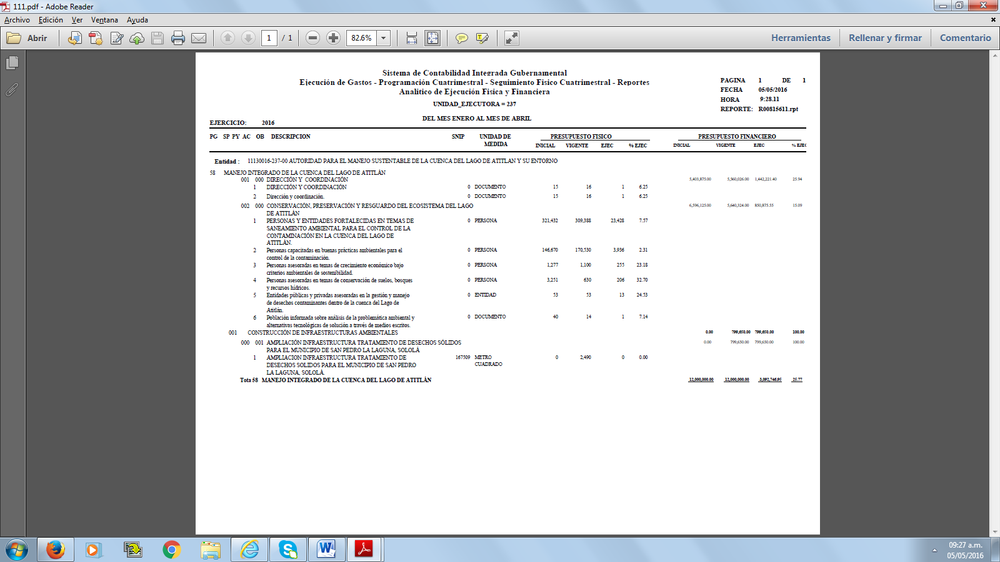 111.pdf - Adobe Reader
Archivo Edición Ver Ventana Ayuda
Abrir 1 / 1 82.6% Herramientas Rellenar y firmar Comentario
Sistema de Contabilidad Integrada Gubernamental
Ejecución de Gastos - Programación Cuatrimestral - Seguimiento Fisico Cuatrimestral - Reportes
Analitico de Ejecución Fisica y Financiera
UNIDAD_EJECUTORA = 237
DEL MES ENERO AL MES DE ABRIL
PAGINA 1 DE 1
FECHA 05/05/2016
HORA 9:28.11
REPORTE: R00815611.rpt
EJERCICIO: 2016
PG SP PY AC OB DESCRIPCION SNIP UNIDAD DE MEDIDA PRESUPUESTO FISICO PRESUPUESTO FINANCIERO
INICIAL VIGENTE EJEC % EJEC INICIAL VIGENTE EJEC % EJEC
Entidad : 11130016-237-00 AUTORIDAD PARA EL MANEJO SUSTENTABLE DE LA CUENCA DEL LAGO DE ATITLAN Y SU ENTORNO
58 MANEJO INTEGRADO DE LA CUENCA DEL LAGO DE ATITLÁN
001 000 DIRECCIÓN Y COORDINACIÓN 5,403,875.00 5,560,026.00 1,442,221.40 25.94
1 DIRECCIÓN Y COORDINACIÓN 0 DOCUMENTO 15 16 1 6.25
2 Dirección y coordinación. 0 DOCUMENTO 15 16 1 6.25
002 000 CONSERVACIÓN, PRESERVACIÓN Y RESGUARDO DEL ECOSISTEMA DEL LAGO 6,596,125.00 5,640,324.00 850,875.55 15.09
DE ATITLÁN
1 PERSONAS Y ENTIDADES FORTALECIDAS EN TEMAS DE 0 PERSONA 321,432 309,388 23,428 7.57
SANEAMIENTO AMBIENTAL PARA EL CONTROL DE LA
CONTAMINACIÓN EN LA CUENCA DEL LAGO DE
ATITLÁN.
2 Personas capacitadas en buenas prácticas ambientales para el 0 PERSONA 146,670 170,530 3,936 2.31
control de la contaminación.
3 Personas asesoradas en temas de crecimiento económico bajo 0 PERSONA 1,277 1,100 255 23.18
criterios ambientales de sostenibilidad.
4 Personas asesoradas en temas de conservación de suelos, bosques 0 PERSONA 3,251 630 206 32.70
y recursos hídricos.
5 Entidades públicas y privadas asesoradas en la gestión y manejo 0 ENTIDAD 53 53 13 24.53
de desechos contaminantes dentro de la cuenca del Lago de
Atitlán.
6 Población informada sobre análisis de la problemática ambiental y 0 DOCUMENTO 40 14 1 7.14
alternativas tecnológicas de solución a través de medios escritos.
001 CONSTRUCCIÓN DE INFRAESTRUCTURAS AMBIENTALES 0.00 799,650.00 799,650.00 100.00
000 001 AMPLIACIÓN INFRAESTRUCTURA TRATAMIENTO DE DESECHOS SÓLIDOS 0.00 799,650.00 799,650.00 100.00
PARA EL MUNICIPIO DE SAN PEDRO LA LAGUNA, SOLOLÁ
1 AMPLIACION INFRAESTRUCTURA TRATAMIENTO DE 167509 METRO 0 2,490 0 0.00
DESECHOS SOLIDOS PARA EL MUNICIPIO DE SAN PEDRO CUADRADO
LA LAGUNA, SOLOLÁ.
Tota 58 MANEJO INTEGRADO DE LA CUENCA DEL LAGO DE ATITLÁN 12,000,000.00 12,000,000.00 3,092,746.95 25.77
09:27 a.m.
05/05/2016